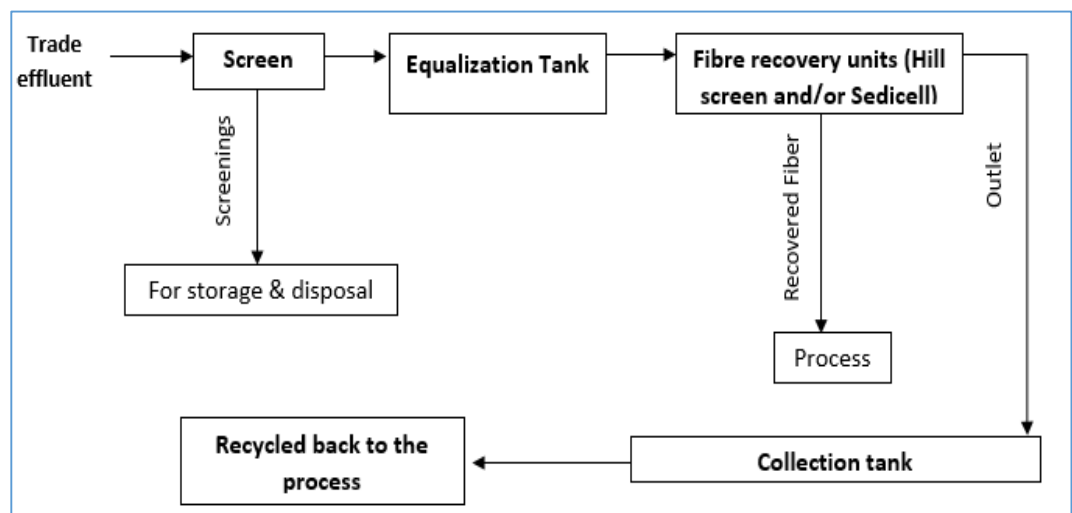 Trade
effluent
Screen
Equalization Tank
Fibre recovery units (Hill
screen and/or Sedicell)
Screenings
Recovered Fiber
Outlet
For storage & disposal
Process
Recycled back to the
process
Collection tank